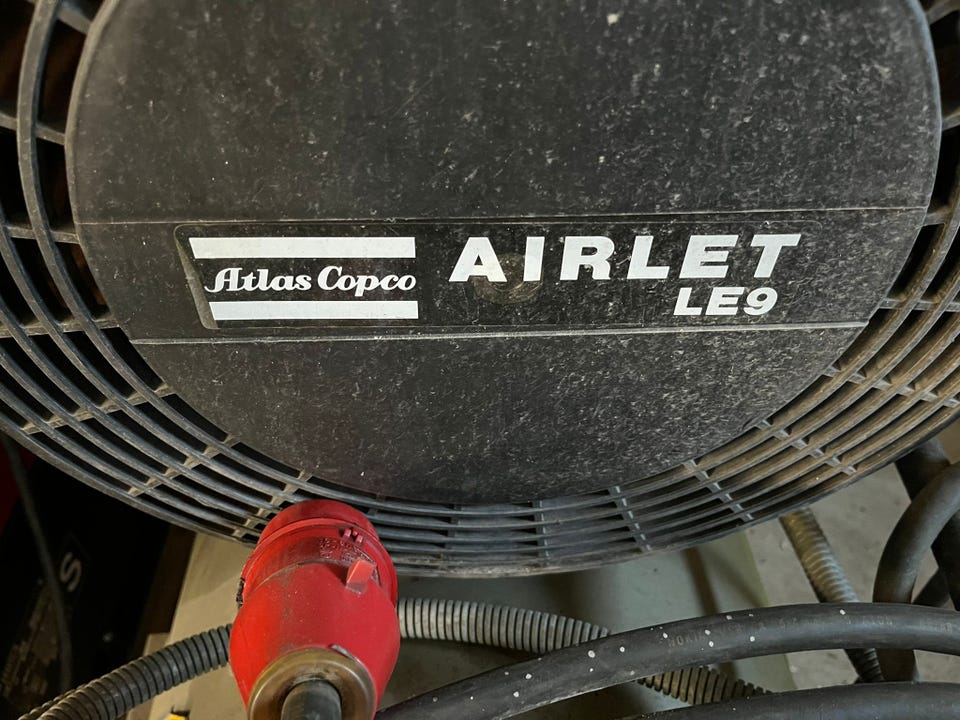 Atlas Copco
AIRLET
LE9
S